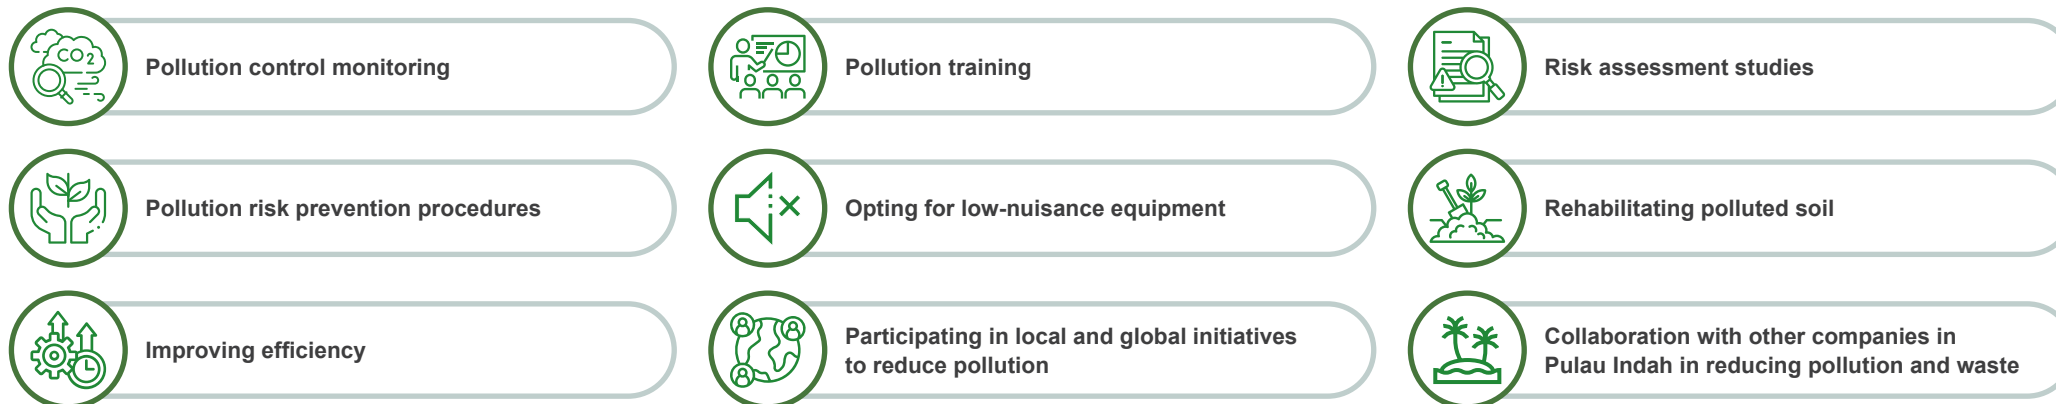 CO2
Pollution control monitoring
Pollution training
Risk assessment studies
Pollution risk prevention procedures
Opting for low-nuisance equipment
Rehabilitating polluted soil
Improving efficiency
Participating in local and global initiatives
to reduce pollution
Collaboration with other companies in
Pulau Indah in reducing pollution and waste